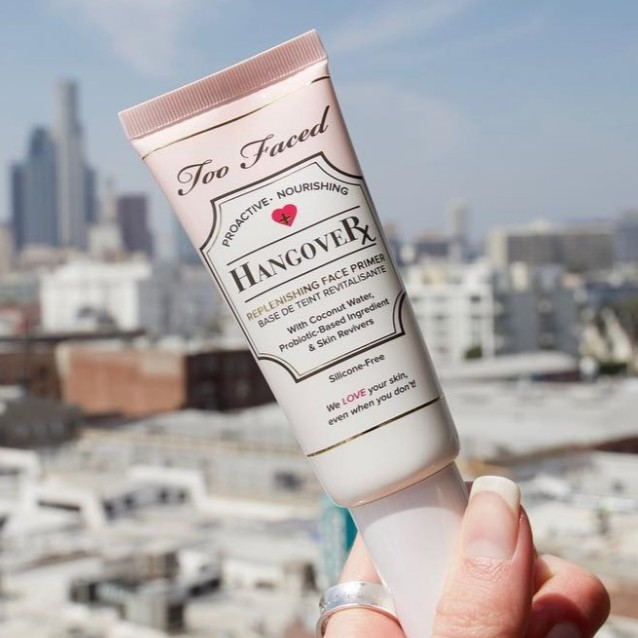 Too Faced
PROACTIVE • NOURISHING
HANGOVERX
REPLENISHING FACE PRIMER
BASE DE TEINT REVITALISANTE
With Coconut Water,
Probiotic-Based Ingredient
& Skin Revivers
Silicone-Free
We LOVE your skin,
even when you don't!